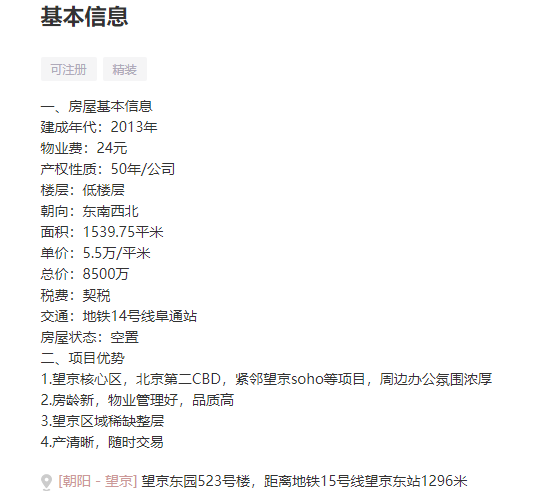 基本信息
可注册 精装
一、房屋基本信息
建成年代：2013年
物业费：24元
产权性质：50年/公司
楼层：低楼层
朝向：东南西北
面积：1539.75平米
单价：5.5万/平米
总价：8500万
税费：契税
交通：地铁14号线阜通站
房屋状态：空置
二、项目优势
1.望京核心区，北京第二CBD，紧邻望京soho等项目，周边办公氛围浓厚
2.房龄新，物业管理好，品质高
3.望京区域稀缺整层
4.产清晰，随时交易
[朝阳 - 望京] 望京东园523号楼，距离地铁15号线望京东站1296米